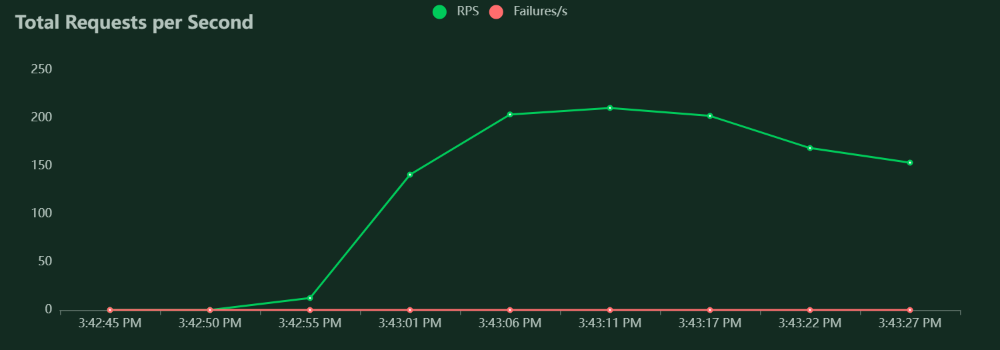 Total Requests per Second
RPS Failures/s
250
200
150
100
50
0
3:42:45 PM 3:42:50 PM 3:42:55 PM 3:43:01 PM 3:43:06 PM 3:43:11 PM 3:43:17 PM 3:43:22 PM 3:43:27 PM